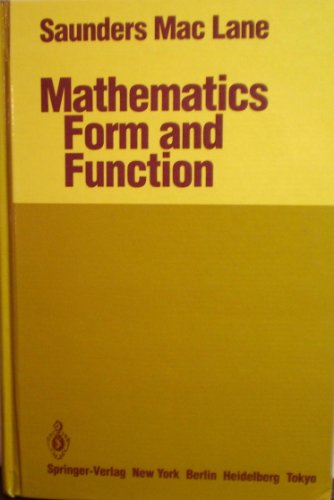 Saunders Mac Lane
Mathematics
Form and
Function
Springer-Verlag New York Berlin Heidelberg Tokyo